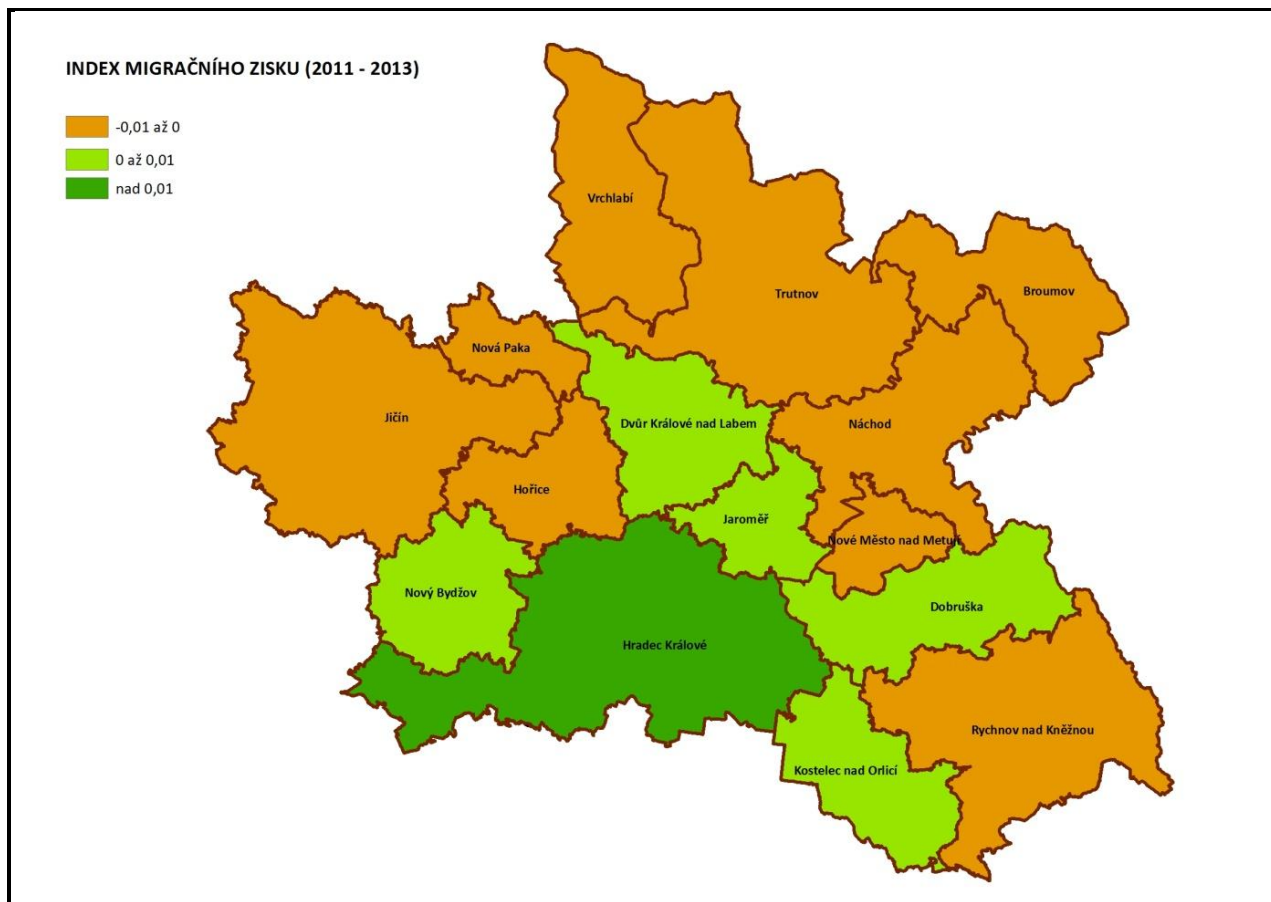 INDEX MIGRAČNÍHO ZISKU (2011 - 2013)
-0,01 až 0
0 až 0,01
nad 0,01
Vrchlabí
Trutnov
Broumov
Nová Paka
Jičín
Dvůr Králové nad Labem
Náchod
Hořice
Jaroměř
Nové Město nad Metují
Nový Bydžov
Dobruška
Hradec Králové
Rychnov nad Kněžnou
Kostelec nad Orlicí